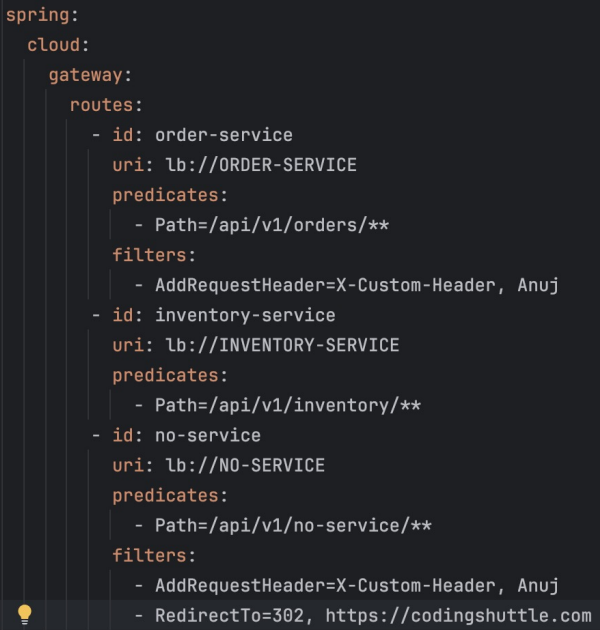 spring:
  cloud:
    gateway:
      routes:
        - id: order-service
          uri: lb://ORDER-SERVICE
          predicates:
            - Path=/api/v1/orders/**
          filters:
            - AddRequestHeader=X-Custom-Header, Anuj
        - id: inventory-service
          uri: lb://INVENTORY-SERVICE
          predicates:
            - Path=/api/v1/inventory/**
        - id: no-service
          uri: lb://NO-SERVICE
          predicates:
            - Path=/api/v1/no-service/**
          filters:
            - AddRequestHeader=X-Custom-Header, Anuj
            - RedirectTo=302, https://codingshuttle.com